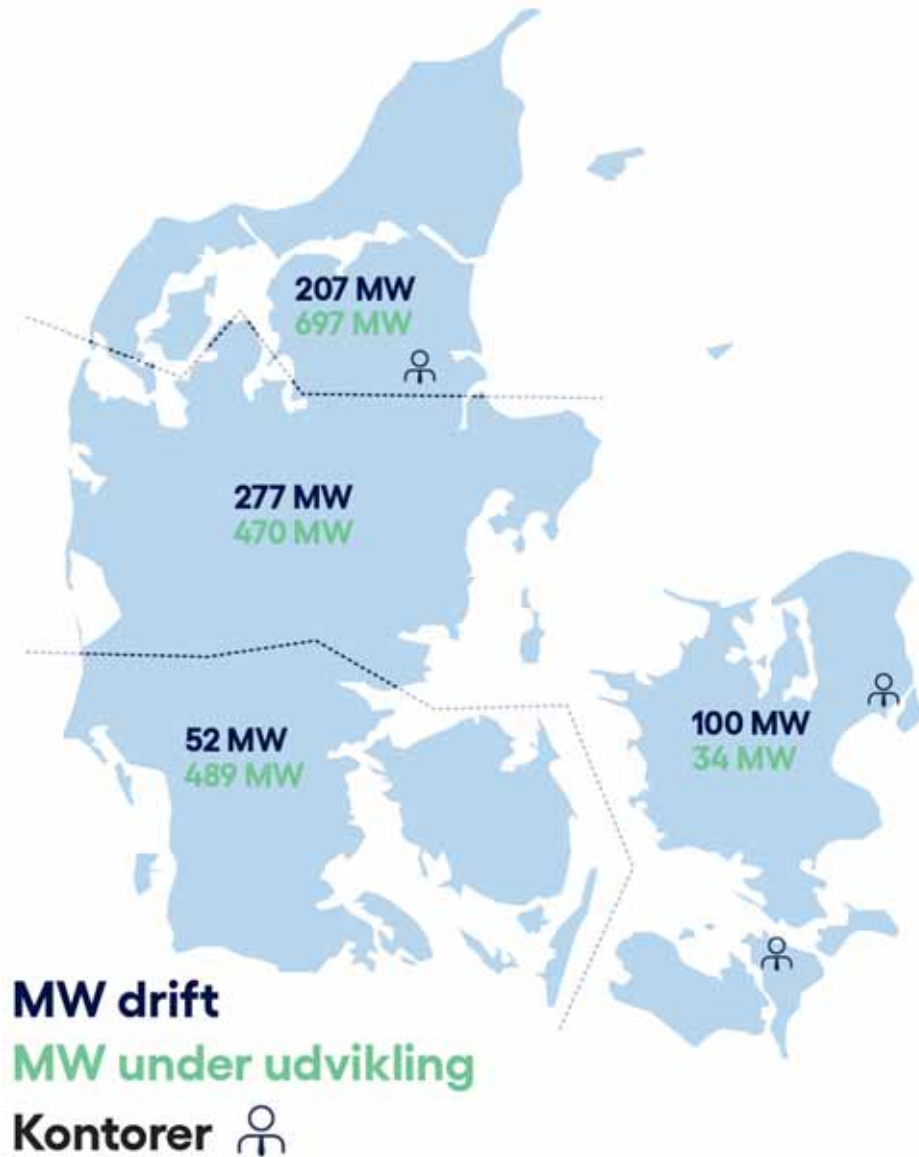 207 MW
697 MW
277 MW
470 MW
52 MW
489 MW
100 MW
34 MW
MW drift
MW under udvikling
Kontorer